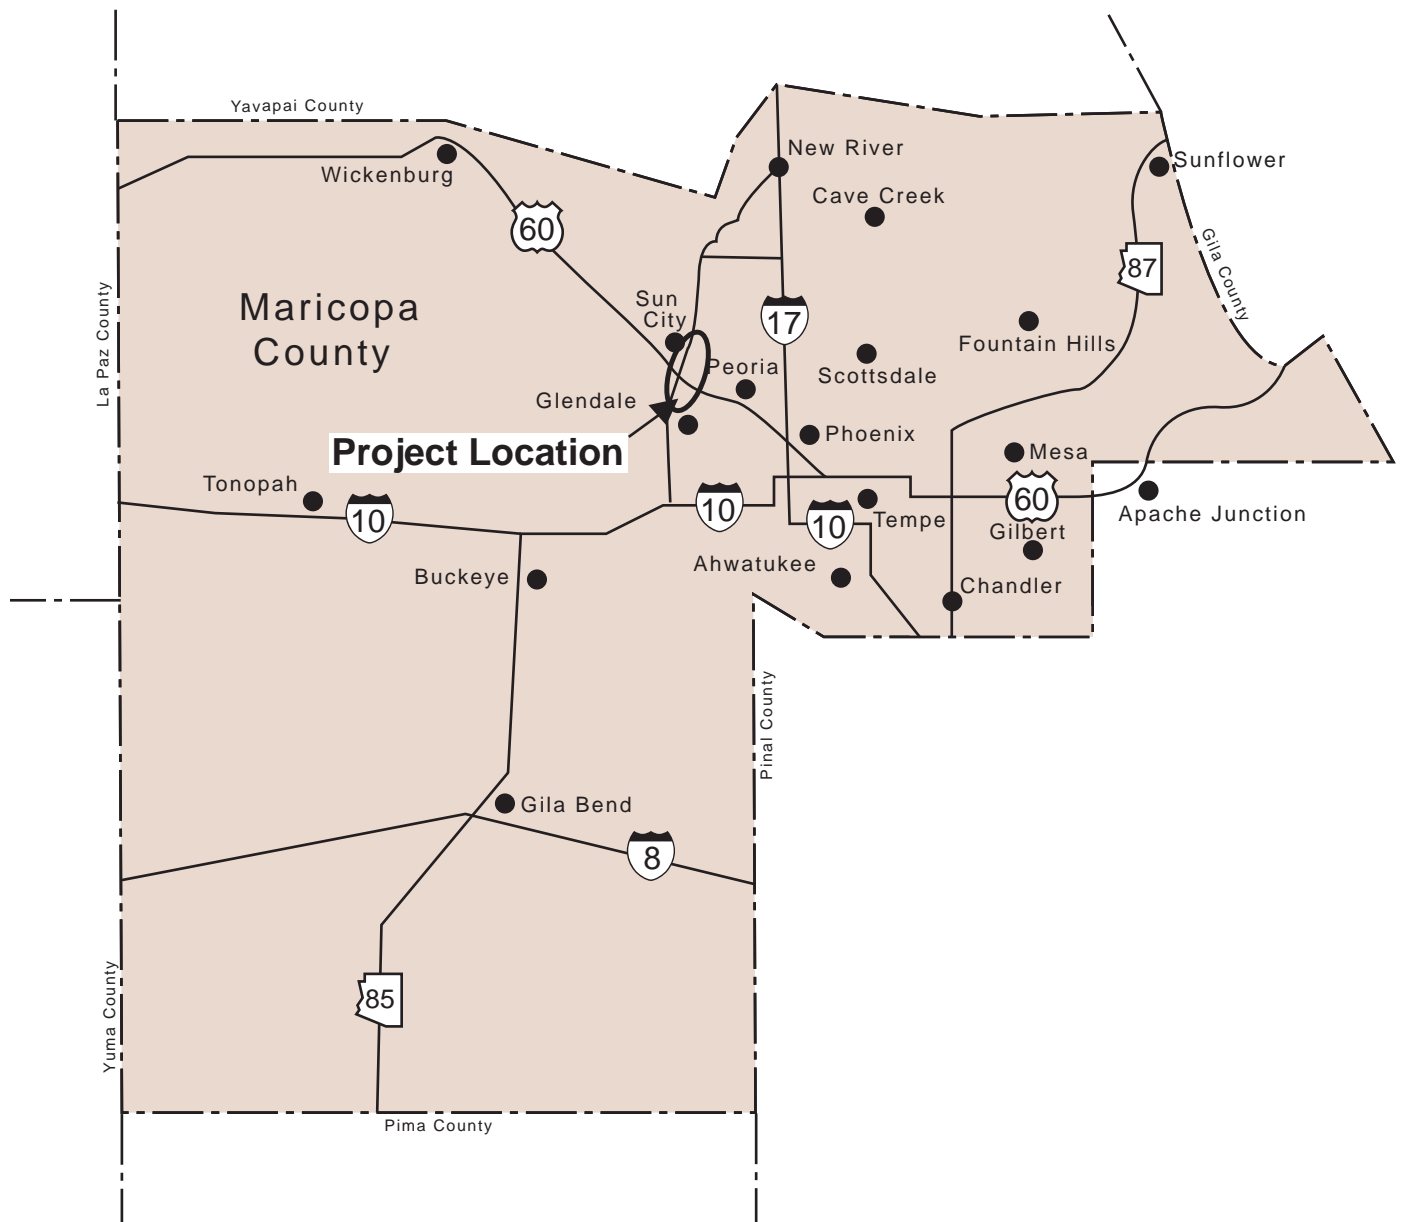 Yavapai County
New River
Sunflower
Wickenburg
Cave Creek
60
Gila County
87
La Paz County
Maricopa
County
Sun
City
17
Fountain Hills
Peoria
Scottsdale
Glendale
Phoenix
Project Location
Mesa
Tonopah
10
10
10
Tempe
60
Apache Junction
Gilbert
Ahwatukee
Buckeye
Chandler
Pinal County
Gila Bend
8
Yuma County
85
Pima County